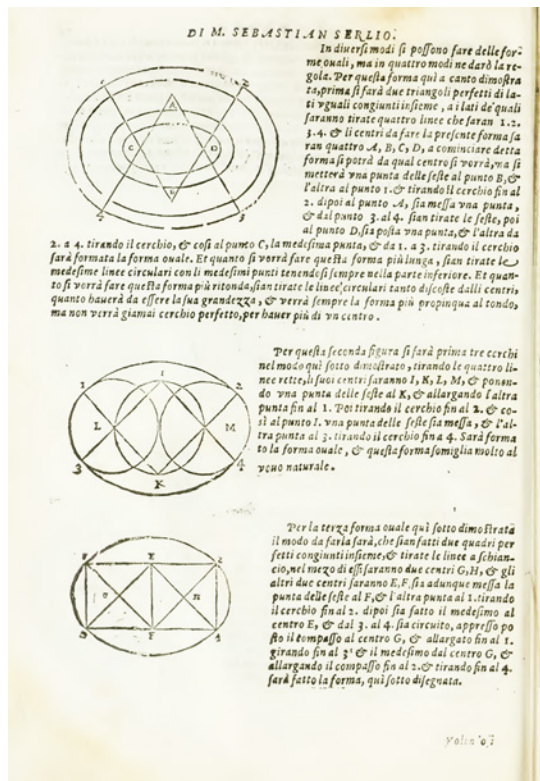 DI M. SEBASTIAN SERLIO.
In diuersi modi si possono fare delle for
me ouali, ma in quattro modi ne darò la re-
gola. Per questa forma quì a canto dimostra
ta, prima si farà due triangoli perfetti di la-
ti vguali congiunti insieme, a i lati de' quali
saranno tirate quattro linee che saran 1.2.
3.4. & li centri da fare la presente forma sa
ran quattro A, B, C, D, a cominciare detta
forma si potrà da qual centro si vorrà, ma si
metterà vna punta delle seste al punto B, &
l'altra al punto 1. & tirando il cerchio fin al
2. dipoi al punto A, sia messa vna punta,
& dal punto 3. al 4. sian tirate le seste, poi
al punto D. sia posta vna punta, & l'altra da
2. a 4. tirando il cerchio, & così al punto C, la medesima punta, & da 1. a 3. tirando il cerchio
sarà formata la forma ouale. Et quanto si vorrà fare questa forma più lunga, sian tirate le
medesime linee circulari con li medesimi punti tenendosi sempre nella parte inferiore. Et quan-
to si vorrà fare questa forma più ritonda, sian tirate le linee circulari tanto discoste dalli centri,
quanto hauerà da essere la sua grandezza, & verrà sempre la forma più propinqua al tondo,
ma non verrà giamai cerchio perfetto, per hauer più di vn centro.
1 2
A
C D
B
3
Per questa seconda figura si farà prima tre cerchi
nel modo quì sotto dimostrato, tirando le quattro li-
nee rette, li suoi centri saranno I, K, L, M, & ponen-
do vna punta delle seste al K, & allargando l'altra
punta fin al 1. Poi tirando il cerchio fin al 2. & co-
sì al punto I. vna punta delle seste sia messa, & l'al-
tra punta al 3. tirando il cerchio fin a 4. Sarà forma
ta la forma ouale, & questa forma somiglia molto al
vouo naturale.
1 I 2
L M
3 K 4
Per la terza forma ouale quì sotto dimostrata
il modo da farla sarà, che sian fatti due quadri per
fetti congiunti insieme, & tirate le linee a schian-
cio, nel mezo di essi saranno due centri G, H, & gli
altri due centri saranno E, F. sia adunque messa la
punta delle seste al F, & l'altra punta al 1. tirando
il cerchio fin al 2. dipoi sia fatto il medesimo al
centro E, & dal 3. al 4. sia circuito, appresso po
sto il compasso al centro G, & allargato fin al 1.
girando fin al 3. & il medesimo dal centro G, &
allargando il compasso fin al 2. & tirando fin al 4.
sarà fatto la forma, quì sotto disegnata.
E 2
F